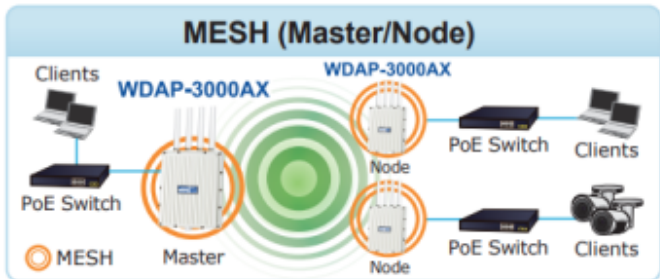 MESH (Master/Node)
Clients
WDAP-3000AX
PoE Switch
MESH
Master
WDAP-3000AX
Node
PoE Switch
Clients
Node
PoE Switch
Clients